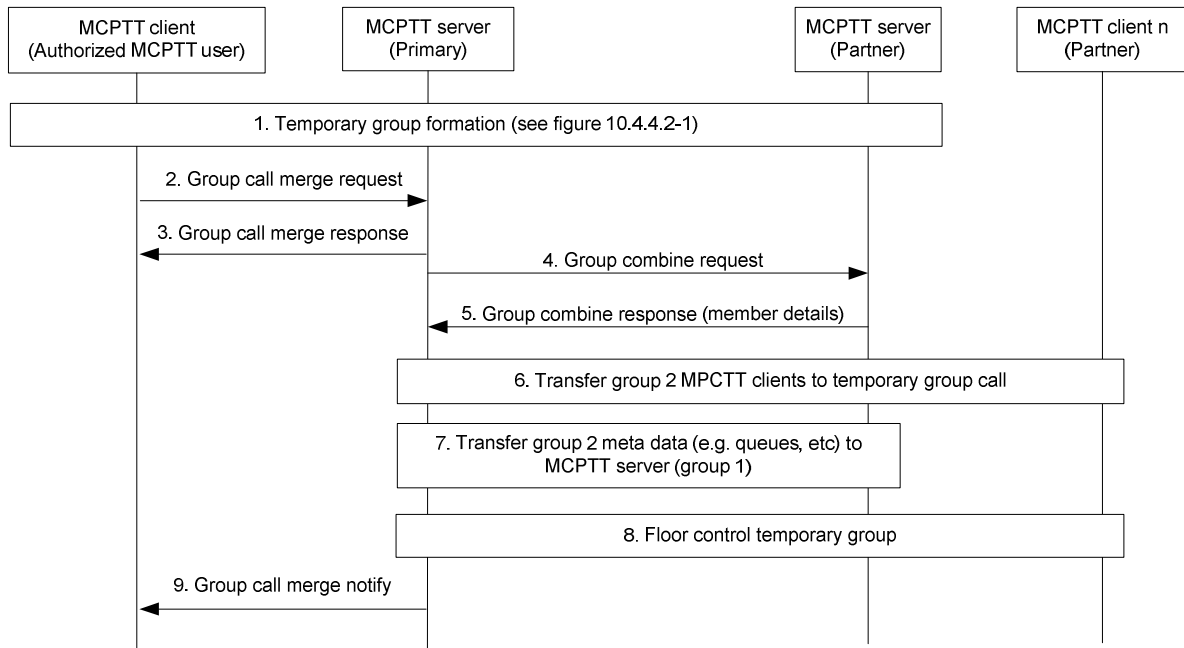 MCPTT client
(Authorized MCPTT user)
MCPTT server
(Primary)
MCPTT server
(Partner)
MCPTT client n
(Partner)
1. Temporary group formation (see figure 10.4.4.2-1)
2. Group call merge request
3. Group call merge response
4. Group combine request
5. Group combine response (member details)
6. Transfer group 2 MPCTT clients to temporary group call
7. Transfer group 2 meta data (e.g. queues, etc) to
MCPTT server (group 1)
8. Floor control temporary group
9. Group call merge notify